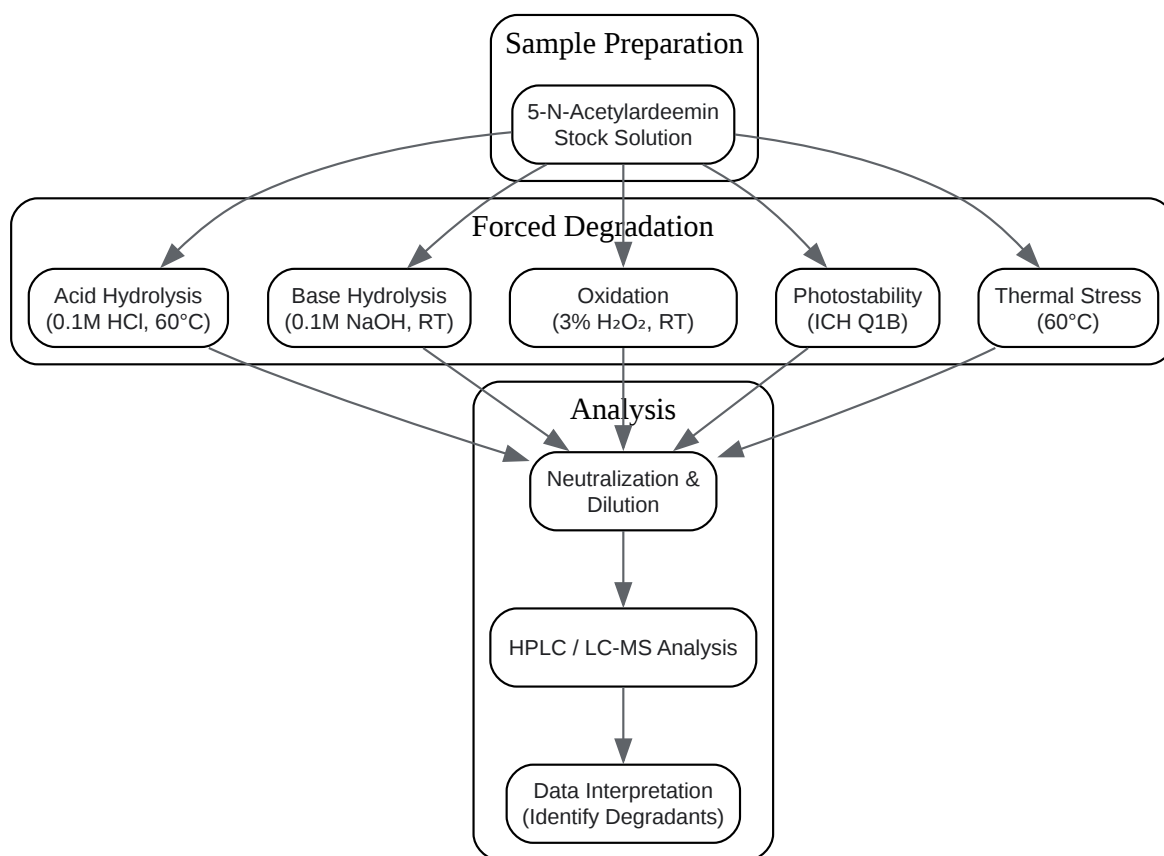 Sample Preparation
5-N-Acetylardeemin
Stock Solution
Forced Degradation
Acid Hydrolysis
(0.1M HCl, 60°C)
Base Hydrolysis
(0.1M NaOH, RT)
Oxidation
(3% H₂O₂, RT)
Photostability
(ICH Q1B)
Thermal Stress
(60°C)
Analysis
Neutralization &
Dilution
HPLC / LC-MS Analysis
Data Interpretation
(Identify Degradants)